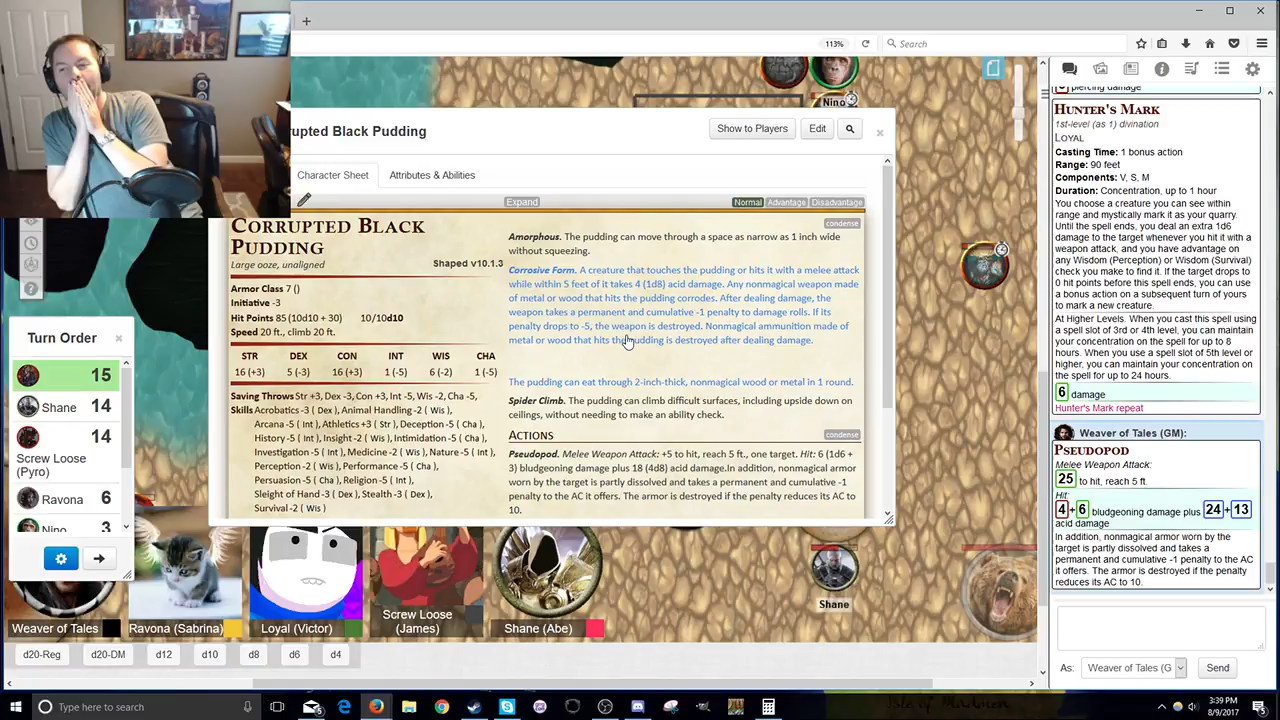 113%
Search
Nino
rupted Black Pudding
Show to Players
Edit
Character Sheet
Attributes & Abilities
Expand
Normal
Advantage
Disadvantage
CORRUPTED BLACK
PUDDING
Large ooze, unaligned
Shaped v10.1.3
Armor Class 7 ()
Initiative -3
Hit Points 85 (10d10 + 30) 10/10d10
Speed 20 ft., climb 20 ft.
STR DEX CON INT WIS CHA
16 (+3) 5 (-3) 16 (+3) 1 (-5) 6 (-2) 1 (-5)
Saving Throws Str +3, Dex -3, Con +3, Int -5, Wis -2, Cha -5,
Skills Acrobatics -3 ( Dex ), Animal Handling -2 ( Wis ),
Arcana -5 ( Int ), Athletics +3 ( Str ), Deception -5 ( Cha ),
History -5 ( Int ), Insight -2 ( Wis ), Intimidation -5 ( Cha ),
Investigation -5 ( Int ), Medicine -2 ( Wis ), Nature -5 ( Int ),
Perception -2 ( Wis ), Performance -5 ( Cha ),
Persuasion -5 ( Cha ), Religion -5 ( Int ),
Sleight of Hand -3 ( Dex ), Stealth -3 ( Dex ),
Survival -2 ( Wis )
condense
Amorphous. The pudding can move through a space as narrow as 1 inch wide
without squeezing.
Corrosive Form. A creature that touches the pudding or hits it with a melee attack
while within 5 feet of it takes 4 (1d8) acid damage. Any nonmagical weapon made
of metal or wood that hits the pudding corrodes. After dealing damage, the
weapon takes a permanent and cumulative -1 penalty to damage rolls. If its
penalty drops to -5, the weapon is destroyed. Nonmagical ammunition made of
metal or wood that hits the pudding is destroyed after dealing damage.
The pudding can eat through 2-inch-thick, nonmagical wood or metal in 1 round.
Spider Climb. The pudding can climb difficult surfaces, including upside down on
ceilings, without needing to make an ability check.
ACTIONS
condense
Pseudopod. Melee Weapon Attack: +5 to hit, reach 5 ft., one target. Hit: 6 (1d6 +
3) bludgeoning damage plus 18 (4d8) acid damage.In addition, nonmagical armor
worn by the target is partly dissolved and takes a permanent and cumulative -1
penalty to the AC it offers. The armor is destroyed if the penalty reduces its AC to
10.
Turn Order
15
Shane 14
14
Screw Loose
(Pyro)
Ravona 6
Nino 3
Weaver of Tales
Ravona (Sabrina)
Loyal (Victor)
Screw Loose
(James)
Shane (Abe)
Shane
d20-Reg
d20-DM
d12
d10
d8
d6
d4
piercing damage
HUNTER'S MARK
1st-level (as 1) divination
LOYAL
Casting Time: 1 bonus action
Range: 90 feet
Components: V, S, M
Duration: Concentration, up to 1 hour
You choose a creature you can see within
range and mystically mark it as your quarry.
Until the spell ends, you deal an extra 1d6
damage to the target whenever you hit it with a
weapon attack, and you have advantage on
any Wisdom (Perception) or Wisdom (Survival)
check you make to find it. If the target drops to
0 hit points before this spell ends, you can use
a bonus action on a subsequent turn of yours
to mark a new creature.
At Higher Levels. When you cast this spell using
a spell slot of 3rd or 4th level, you can maintain
your concentration on the spell for up to 8
hours. When you use a spell slot of 5th level or
higher, you can maintain your concentration on
the spell for up to 24 hours.
6 damage
Hunter's Mark repeat
Weaver of Tales (GM):
PSEUDOPOD
Melee Weapon Attack:
25 to hit, reach 5 ft.
Hit:
4+6 bludgeoning damage plus 24+13
acid damage
In addition, nonmagical armor worn by the
target is partly dissolved and takes a
permanent and cumulative -1 penalty to the AC
it offers. The armor is destroyed if the penalty
reduces its AC to 10.
As: Weaver of Tales (G
Send
Type here to search
3:39 PM
8/9/2017